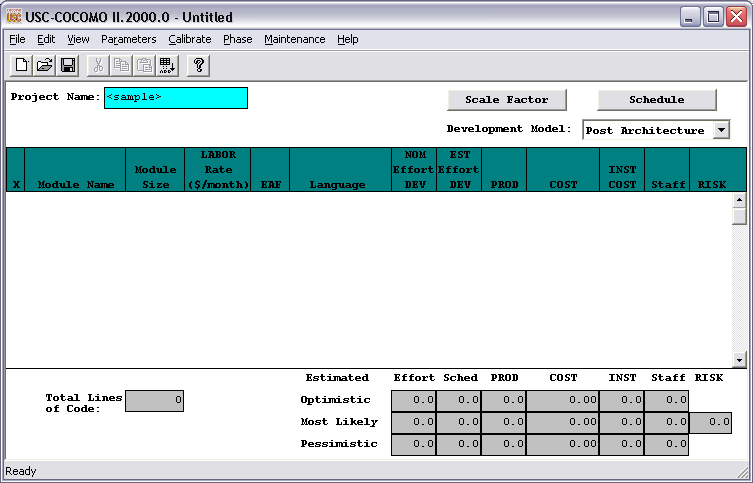 USC-COCOMO II.2000.0 - Untitled
File Edit View Parameters Calibrate Phase Maintenance Help
Project Name: <sample>
Scale Factor Schedule
Development Model: Post Architecture
X Module Name Module Size LABOR Rate ($/month) EAF Language NOM Effort DEV EST Effort DEV PROD COST INST COST Staff RISK
Estimated Effort Sched PROD COST INST Staff RISK
Total Lines of Code: 0
Optimistic 0.0 0.0 0.0 0.00 0.0 0.0
Most Likely 0.0 0.0 0.0 0.00 0.0 0.0 0.0
Pessimistic 0.0 0.0 0.0 0.00 0.0 0.0
Ready